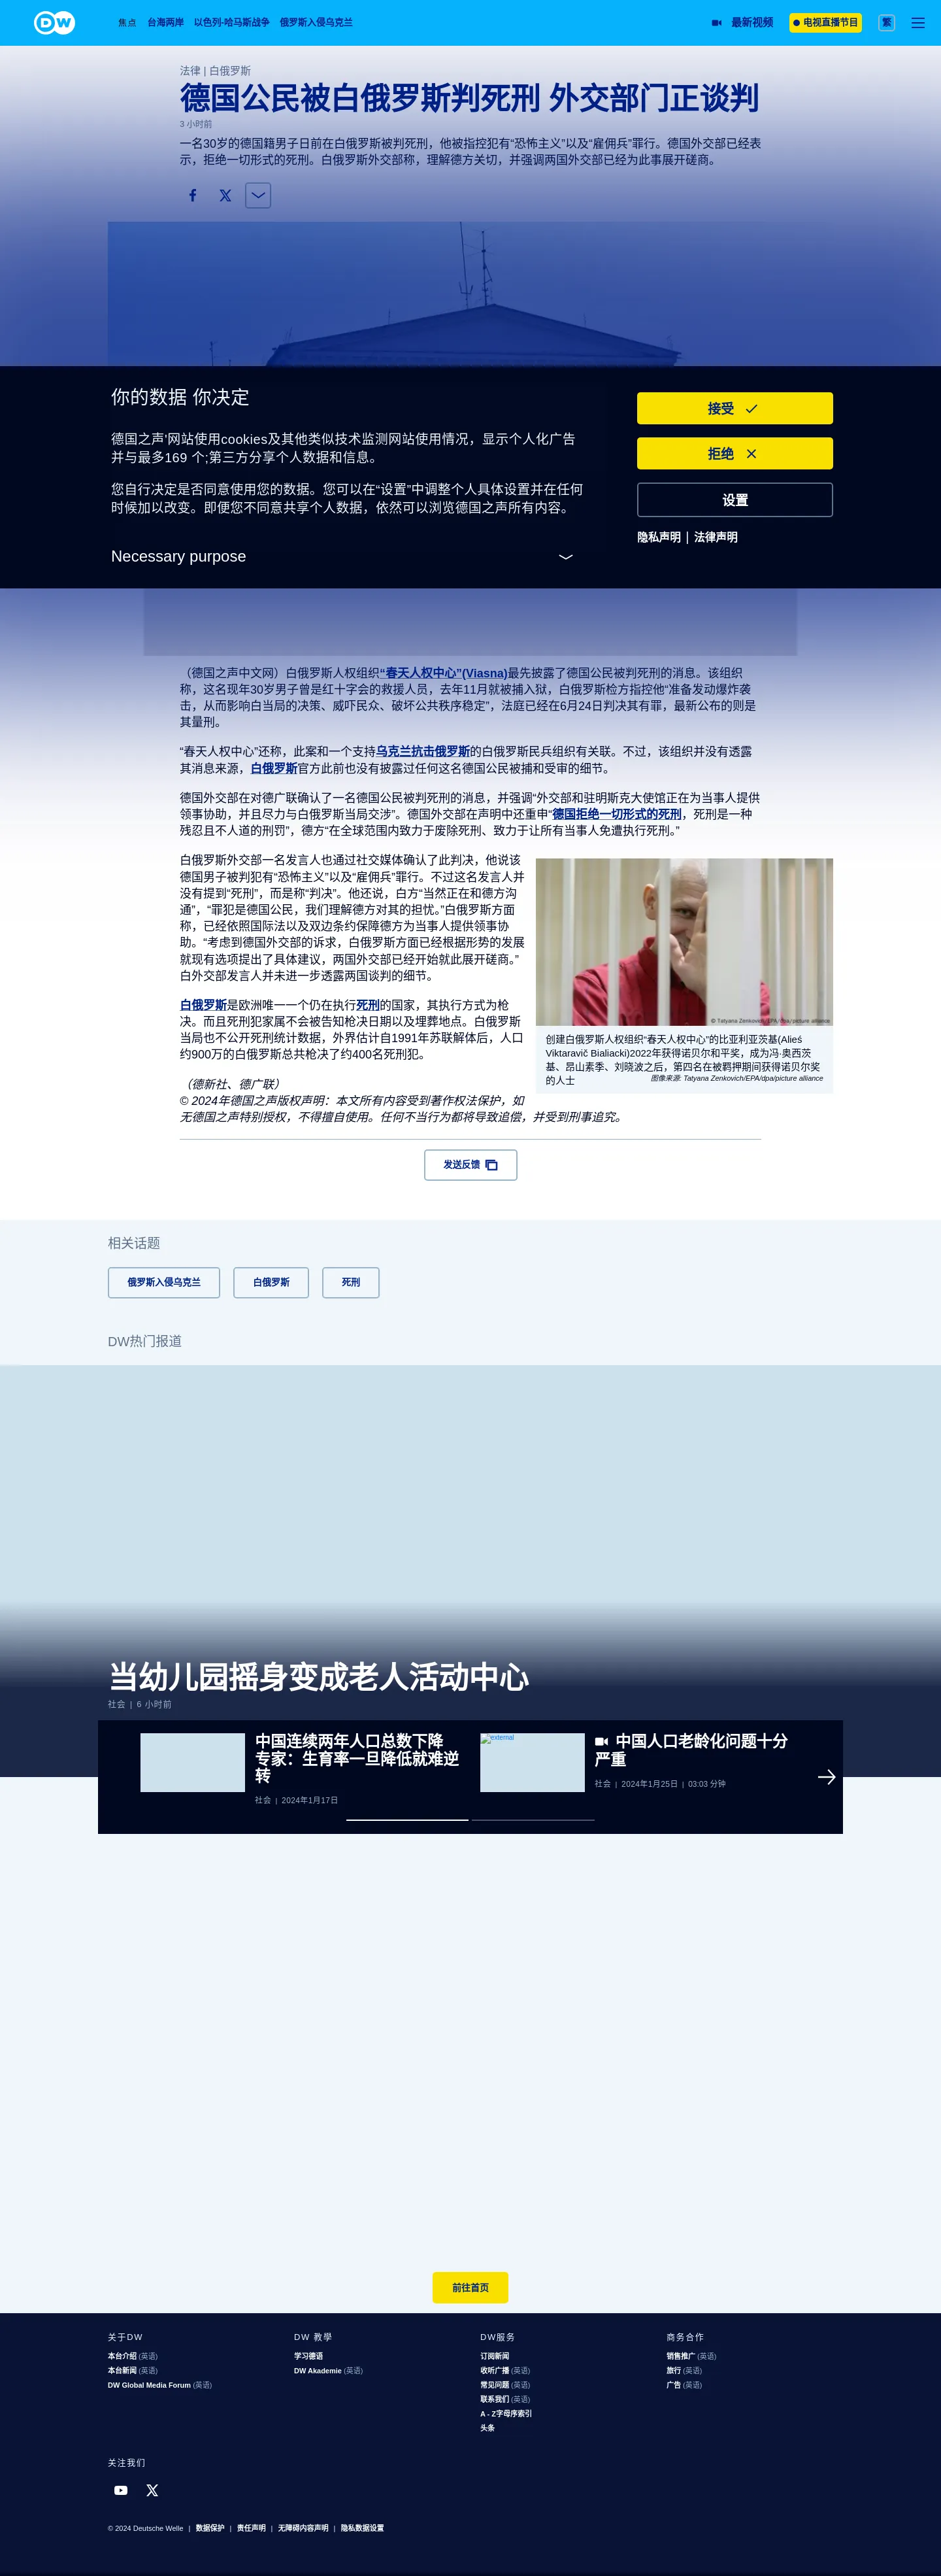 DW
焦点
台海两岸
以色列-哈马斯战争
俄罗斯入侵乌克兰
最新视频
电视直播节目
繁
法律 | 白俄罗斯
德国公民被白俄罗斯判死刑 外交部门正谈判
3 小时前
一名30岁的德国籍男子日前在白俄罗斯被判死刑，他被指控犯有“恐怖主义”以及“雇佣兵”罪行。德国外交部已经表
示，拒绝一切形式的死刑。白俄罗斯外交部称，理解德方关切，并强调两国外交部已经为此事展开磋商。
你的数据 你决定
德国之声'网站使用cookies及其他类似技术监测网站使用情况，显示个人化广告
并与最多169 个;第三方分享个人数据和信息。
您自行决定是否同意使用您的数据。您可以在“设置”中调整个人具体设置并在任何
时候加以改变。即便您不同意共享个人数据，依然可以浏览德国之声所有内容。
Necessary purpose
接受
拒绝
设置
隐私声明 | 法律声明
（德国之声中文网）白俄罗斯人权组织“春天人权中心”(Viasna)最先披露了德国公民被判死刑的消息。该组织
称，这名现年30岁男子曾是红十字会的救援人员，去年11月就被捕入狱，白俄罗斯检方指控他“准备发动爆炸袭
击，从而影响白当局的决策、威吓民众、破坏公共秩序稳定”，法庭已经在6月24日判决其有罪，最新公布的则是
其量刑。
“春天人权中心”还称，此案和一个支持乌克兰抗击俄罗斯的白俄罗斯民兵组织有关联。不过，该组织并没有透露
其消息来源，白俄罗斯官方此前也没有披露过任何这名德国公民被捕和受审的细节。
德国外交部在对德广联确认了一名德国公民被判死刑的消息，并强调“外交部和驻明斯克大使馆正在为当事人提供
领事协助，并且尽力与白俄罗斯当局交涉”。德国外交部在声明中还重申“德国拒绝一切形式的死刑，死刑是一种
残忍且不人道的刑罚”，德方“在全球范围内致力于废除死刑、致力于让所有当事人免遭执行死刑。”
白俄罗斯外交部一名发言人也通过社交媒体确认了此判决，他说该
德国男子被判犯有“恐怖主义”以及“雇佣兵”罪行。不过这名发言人并
没有提到“死刑”，而是称“判决”。他还说，白方“当然正在和德方沟
通”，“罪犯是德国公民，我们理解德方对其的担忧。”白俄罗斯方面
称，已经依照国际法以及双边条约保障德方为当事人提供领事协
助。“考虑到德国外交部的诉求，白俄罗斯方面已经根据形势的发展
就现有选项提出了具体建议，两国外交部已经开始就此展开磋商。”
白外交部发言人并未进一步透露两国谈判的细节。
© Tatyana Zenkovich/EPA/dpa/picture alliance
创建白俄罗斯人权组织“春天人权中心”的比亚利亚茨基(Alieś
Viktaravič Bialiacki)2022年获得诺贝尔和平奖，成为冯·奥西茨
基、昂山素季、刘晓波之后，第四名在被羁押期间获得诺贝尔奖
的人士
图像来源: Tatyana Zenkovich/EPA/dpa/picture alliance
白俄罗斯是欧洲唯一一个仍在执行死刑的国家，其执行方式为枪
决。而且死刑犯家属不会被告知枪决日期以及埋葬地点。白俄罗斯
当局也不公开死刑统计数据，外界估计自1991年苏联解体后，人口
约900万的白俄罗斯总共枪决了约400名死刑犯。
（德新社、德广联）
© 2024年德国之声版权声明：本文所有内容受到著作权法保护，如
无德国之声特别授权，不得擅自使用。任何不当行为都将导致追偿，并受到刑事追究。
发送反馈
相关话题
俄罗斯入侵乌克兰
白俄罗斯
死刑
DW热门报道
当幼儿园摇身变成老人活动中心
社会 | 6 小时前
中国连续两年人口总数下降
专家：生育率一旦降低就难逆
转
社会 | 2024年1月17日
external
中国人口老龄化问题十分
严重
社会 | 2024年1月25日 | 03:03 分钟
前往首页
关于DW
本台介绍 (英语)
本台新闻 (英语)
DW Global Media Forum (英语)
DW 教學
学习德语
DW Akademie (英语)
DW服务
订阅新闻
收听广播 (英语)
常见问题 (英语)
联系我们 (英语)
A - Z字母序索引
头条
商务合作
销售推广 (英语)
旅行 (英语)
广告 (英语)
关注我们
© 2024 Deutsche Welle | 数据保护 | 责任声明 | 无障碍内容声明 | 隐私数据设置